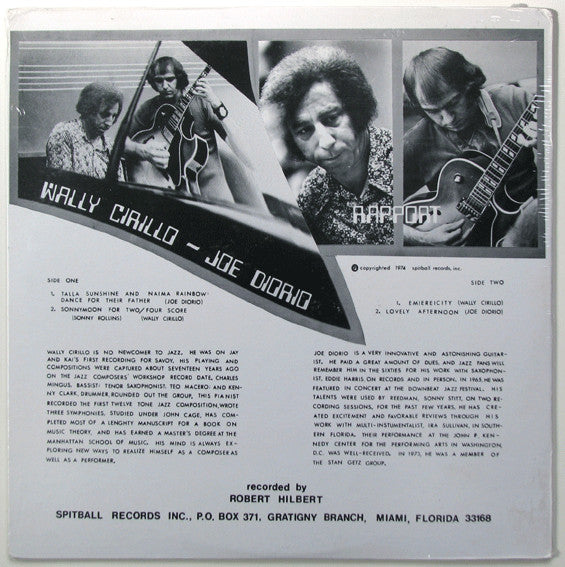 WALLY CIRILLO – JOE DIORIO
RAPPORT
© copyrighted 1974 spitball records, inc.
SIDE ONE
1. TALLA SUNSHINE AND NAIMA RAINBOW-
DANCE FOR THEIR FATHER (JOE DIORIO)
2. SONNYMOON FOR TWO/FOUR SCORE
(SONNY ROLLINS) (WALLY CIRILLO)
SIDE TWO
1. EMIEREICITY (WALLY CIRILLO)
2. LOVELY AFTERNOON (JOE DIORIO)
WALLY CIRILLO IS NO NEWCOMER TO JAZZ. HE WAS ON JAY
AND KAI'S FIRST RECORDING FOR SAVOY, HIS PLAYING AND
COMPOSITIONS WERE CAPTURED ABOUT SEVENTEEN YEARS AGO
ON THE JAZZ COMPOSERS' WORKSHOP RECORD DATE, CHARLES
MINGUS, BASSIST: TENOR SAXOPHONIST, TEO MACERO: AND KEN-
NY CLARK, DRUMMER, ROUNDED OUT THE GROUP, THIS PIANIST
RECORDED THE FIRST TWELVE TONE JAZZ COMPOSITION, WROTE
THREE SYMPHONIES, STUDIED UNDER JOHN CAGE, HAS COM-
PLETED MOST OF A LENGHTY MANUSCRIPT FOR A BOOK ON
MUSIC THEORY, AND HAS EARNED A MASTER'S DEGREE AT THE
MANHATTAN SCHOOL OF MUSIC. HIS MIND IS ALWAYS EX-
PLORING NEW WAYS TO REALIZE HIMSELF AS A COMPOSER AS
WELL AS A PERFORMER.
JOE DIORIO IS A VERY INNOVATIVE AND ASTONISHING GUITAR-
IST. HE PAID A GREAT AMOUNT OF DUES, AND JAZZ FANS WILL
REMEMBER HIM IN THE SIXTIES FOR HIS WORK WITH SAXOPHON-
IST, EDDIE HARRIS ON RECORDS AND IN PERSON. IN 1965, HE WAS
FEATURED IN CONCERT AT THE DOWNBEAT JAZZ FESTIVAL. HIS
TALENTS WERE USED BY REEDMAN, SONNY STITT, ON TWO RE-
CORDING SESSIONS, FOR THE PAST FEW YEARS, HE HAS CRE-
ATED EXCITEMENT AND FAVORABLE REVIEWS THROUGH HIS
WORK WITH MULTI-INSTUMENTALIST, IRA SULLIVAN, IN SOUTH-
ERN FLORIDA. THEIR PERFORMANCE AT THE JOHN P. KEN-
NEDY CENTER FOR THE PERFORMING ARTS IN WASHINGTON,
D.C. WAS WELL-RECEIVED. IN 1973, HE WAS A MEMBER OF
THE STAN GETZ GROUP.
recorded by
ROBERT HILBERT
SPITBALL RECORDS INC., P.O. BOX 371, GRATIGNY BRANCH, MIAMI, FLORIDA 33168